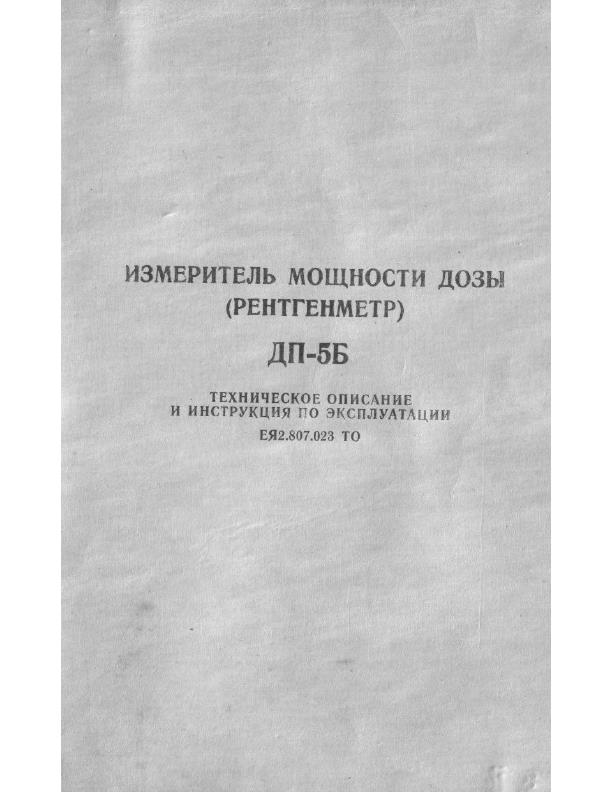 ИЗМЕРИТЕЛЬ МОЩНОСТИ ДОЗЫ
(РЕНТГЕНМЕТР)
ДП-5Б
ТЕХНИЧЕСКОЕ ОПИСАНИЕ
И ИНСТРУКЦИЯ ПО ЭКСПЛУАТАЦИИ
ЕЯ2.807.023 ТО